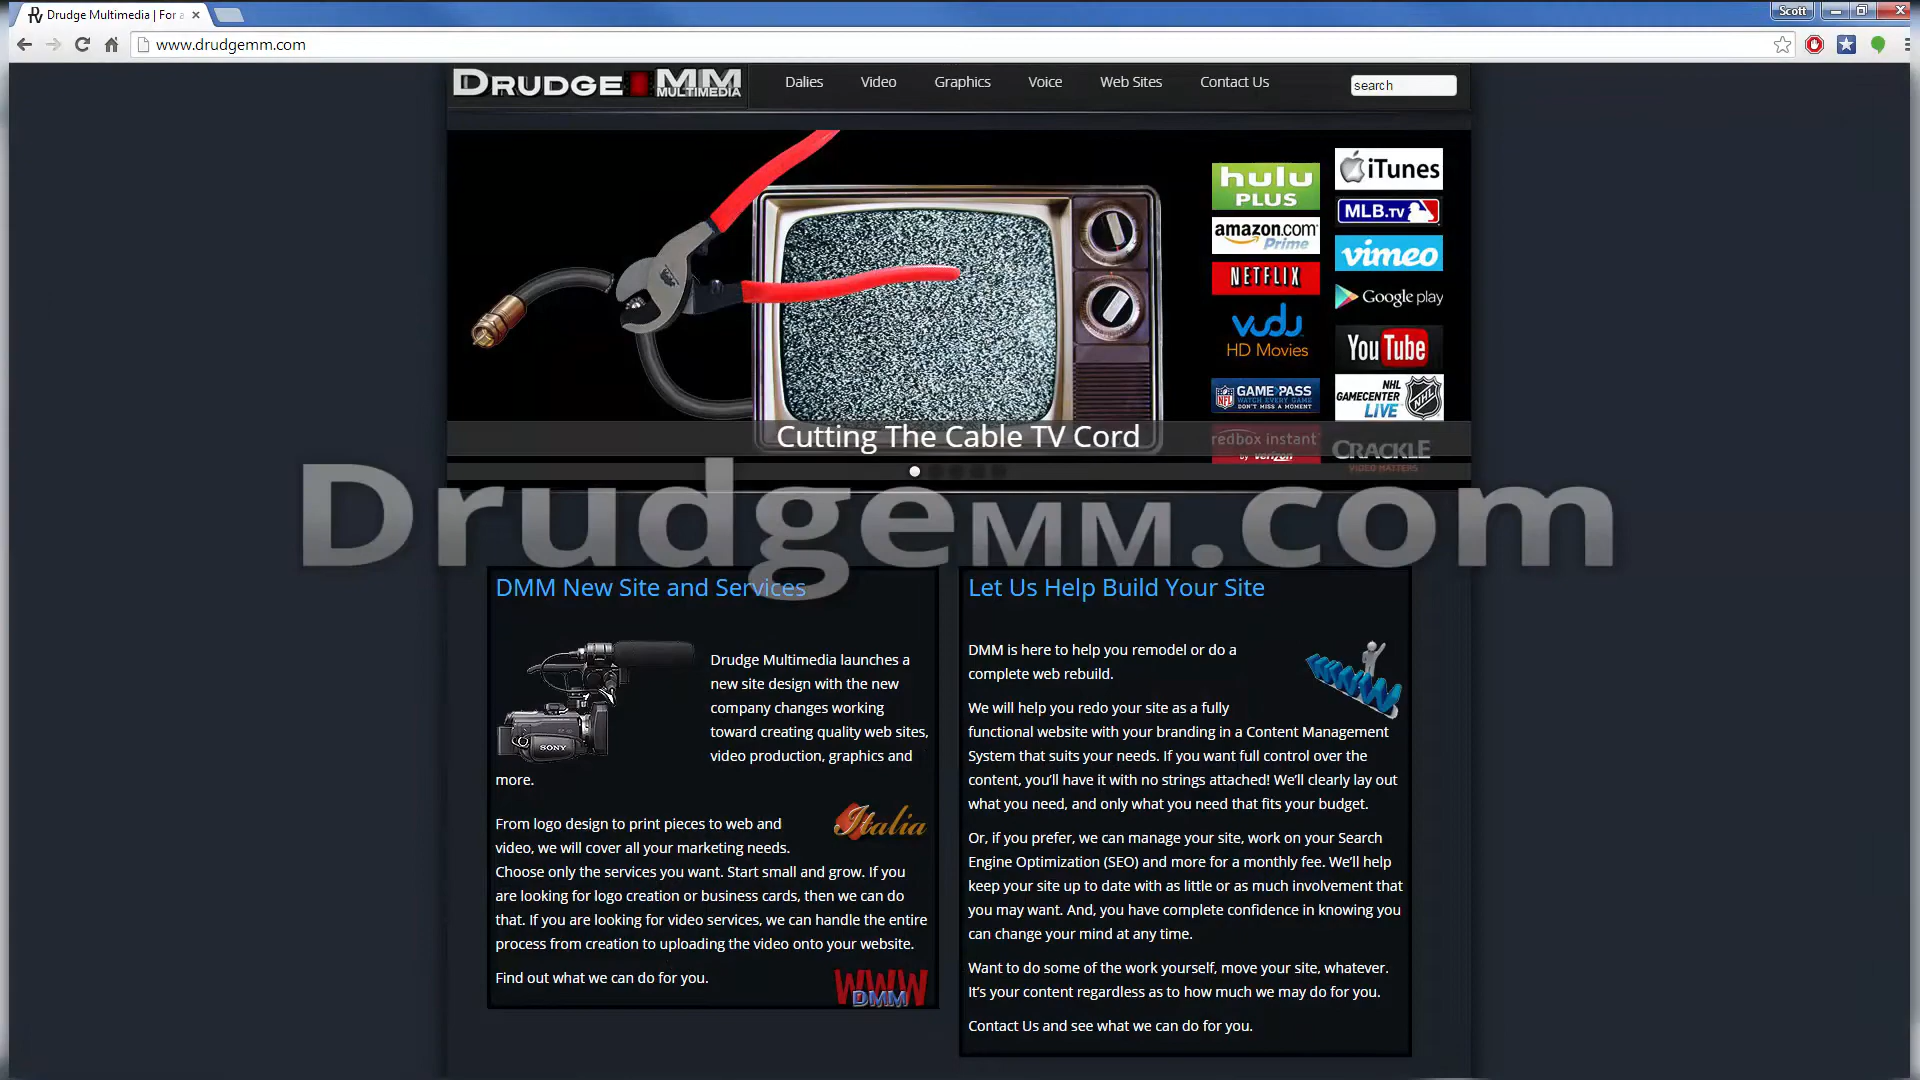 Drudge Multimedia | For a
Scott
www.drudgemm.com
DRUDGE MM MULTIMEDIA
Dalies Video Graphics Voice Web Sites Contact Us
search
hulu PLUS
iTunes
MLB.TV
amazon.com Prime
vimeo
NETFLIX
Google play
vudu HD Movies
YouTube
NFL GAME PASS
WATCH EVERY GAME
DON'T MISS A MOMENT
NHL GAMECENTER LIVE
NHL
Cutting The Cable TV Cord
redbox instant
by verizon
CRACKLE
VIDEO MATTERS
DrudgeMM.com
DMM New Site and Services
SONY
Drudge Multimedia launches a
new site design with the new
company changes working
toward creating quality web sites,
video production, graphics and
more.
Italia
From logo design to print pieces to web and
video, we will cover all your marketing needs.
Choose only the services you want. Start small and grow. If you
are looking for logo creation or business cards, then we can do
that. If you are looking for video services, we can handle the entire
process from creation to uploading the video onto your website.
Find out what we can do for you.
WWW
DMM
Let Us Help Build Your Site
WWW
DMM is here to help you remodel or do a
complete web rebuild.
We will help you redo your site as a fully
functional website with your branding in a Content Management
System that suits your needs. If you want full control over the
content, you’ll have it with no strings attached! We’ll clearly lay out
what you need, and only what you need that fits your budget.
Or, if you prefer, we can manage your site, work on your Search
Engine Optimization (SEO) and more for a monthly fee. We’ll help
keep your site up to date with as little or as much involvement that
you may want. And, you have complete confidence in knowing you
can change your mind at any time.
Want to do some of the work yourself, move your site, whatever.
It’s your content regardless as to how much we may do for you.
Contact Us and see what we can do for you.